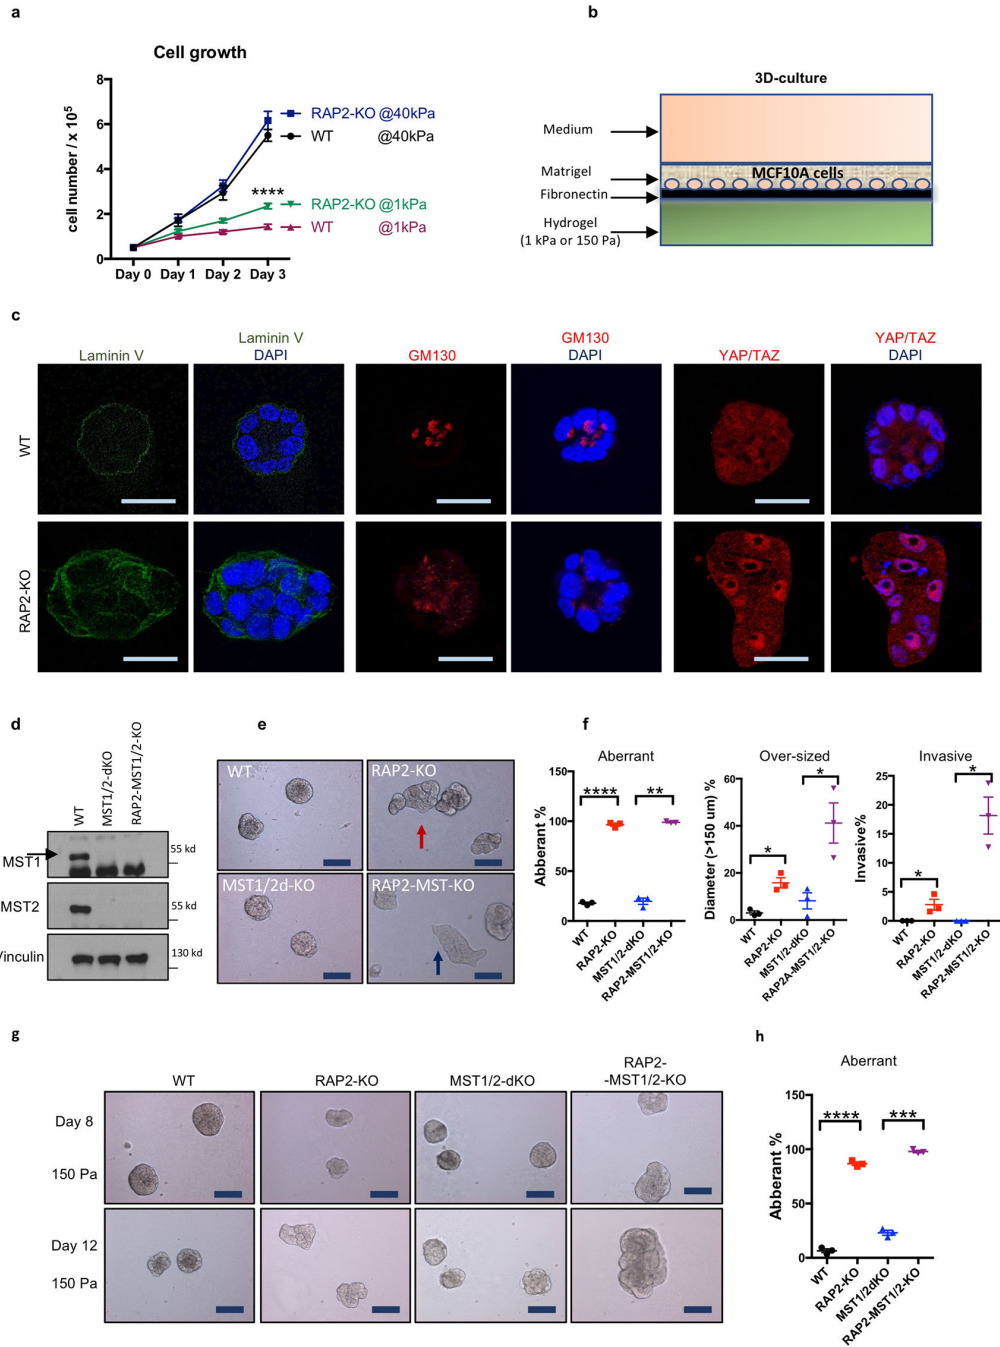 a
Cell growth
8
6
4
2
0
cell number / x 10⁵
Day 0 Day 1 Day 2 Day 3
****
RAP2-KO @40kPa
WT @40kPa
RAP2-KO @1kPa
WT @1kPa
b
3D-culture
Medium
Matrigel
MCF10A cells
Fibronectin
Hydrogel
(1 kPa or 150 Pa)
c
Laminin V
Laminin V
DAPI
GM130
GM130
DAPI
YAP/TAZ
YAP/TAZ
DAPI
WT
RAP2-KO
d
WT
MST1/2-dKO
RAP2-MST1/2-KO
MST1
55 kd
MST2
55 kd
Vinculin
130 kd
e
WT
RAP2-KO
MST1/2d-KO
RAP2-MST-KO
f
Aberrant
Abberant %
150
100
50
0
****
**
WT
RAP2-KO
MST1/2-dKO
RAP2-MST1/2-KO
Over-sized
Diameter (>150 um) %
60
40
20
0
*
*
WT
RAP2-KO
MST1/2-dKO
RAP2A-MST1/2-KO
Invasive
Invasive%
25
20
15
10
5
0
*
*
WT
RAP2-KO
MST1/2-dKO
RAP2-MST1/2-KO
g
WT
RAP2-KO
MST1/2-dKO
RAP2-
-MST1/2-KO
Day 8
150 Pa
Day 12
150 Pa
h
Aberrant
Abberant %
150
100
50
0
****
***
WT
RAP2-KO
MST1/2dKO
RAP2-MST1/2-KO